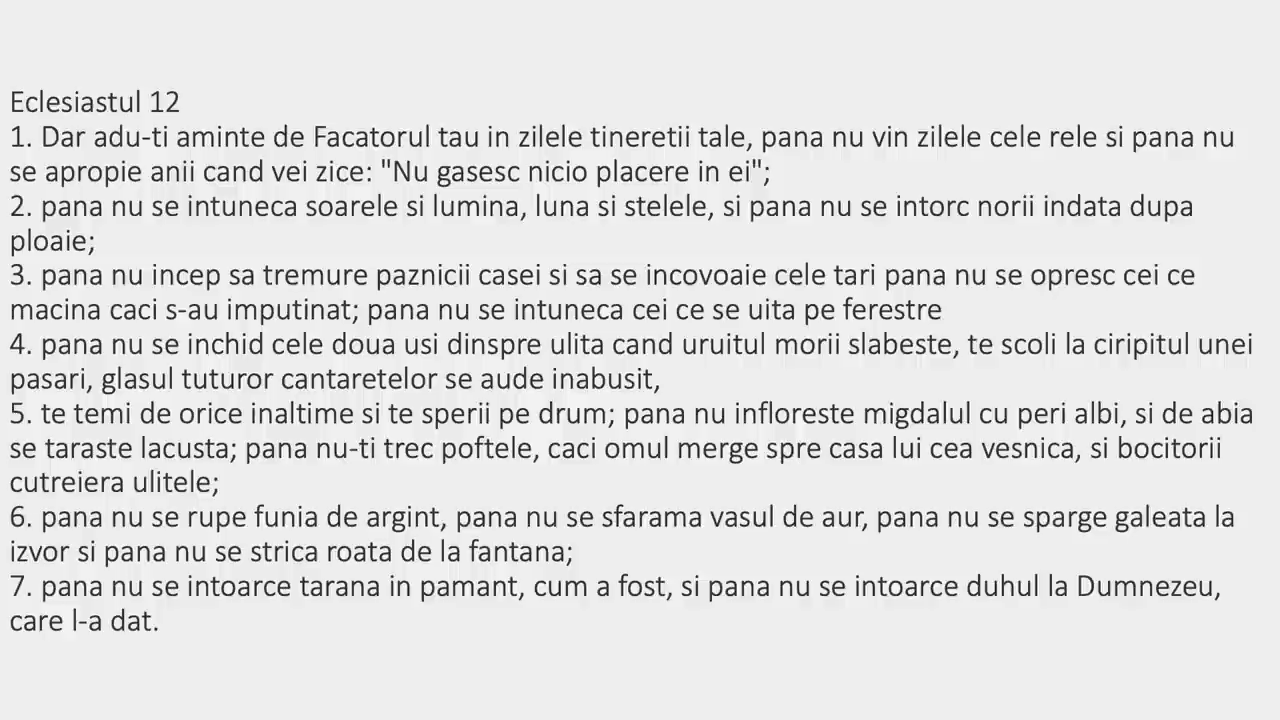 Eclesiastul 12
1. Dar adu-ti aminte de Facatorul tau in zilele tineretii tale, pana nu vin zilele cele rele si pana nu
se apropie anii cand vei zice: "Nu gasesc nicio placere in ei";
2. pana nu se intuneca soarele si lumina, luna si stelele, si pana nu se intorc norii indata dupa
ploaie;
3. pana nu incep sa tremure paznicii casei si sa se incovoaie cele tari pana nu se opresc cei ce
macina caci s-au imputinat; pana nu se intuneca cei ce se uita pe ferestre
4. pana nu se inchid cele doua usi dinspre ulita cand uruitul morii slabeste, te scoli la ciripitul unei
pasari, glasul tuturor cantaretelor se aude inabusit,
5. te temi de orice inaltime si te sperii pe drum; pana nu infloreste migdalul cu peri albi, si de abia
se taraste lacusta; pana nu-ti trec poftele, caci omul merge spre casa lui cea vesnica, si bocitorii
cutreiera ulitele;
6. pana nu se rupe funia de argint, pana nu se sfarama vasul de aur, pana nu se sparge galeata la
izvor si pana nu se strica roata de la fantana;
7. pana nu se intoarce tarana in pamant, cum a fost, si pana nu se intoarce duhul la Dumnezeu,
care l-a dat.